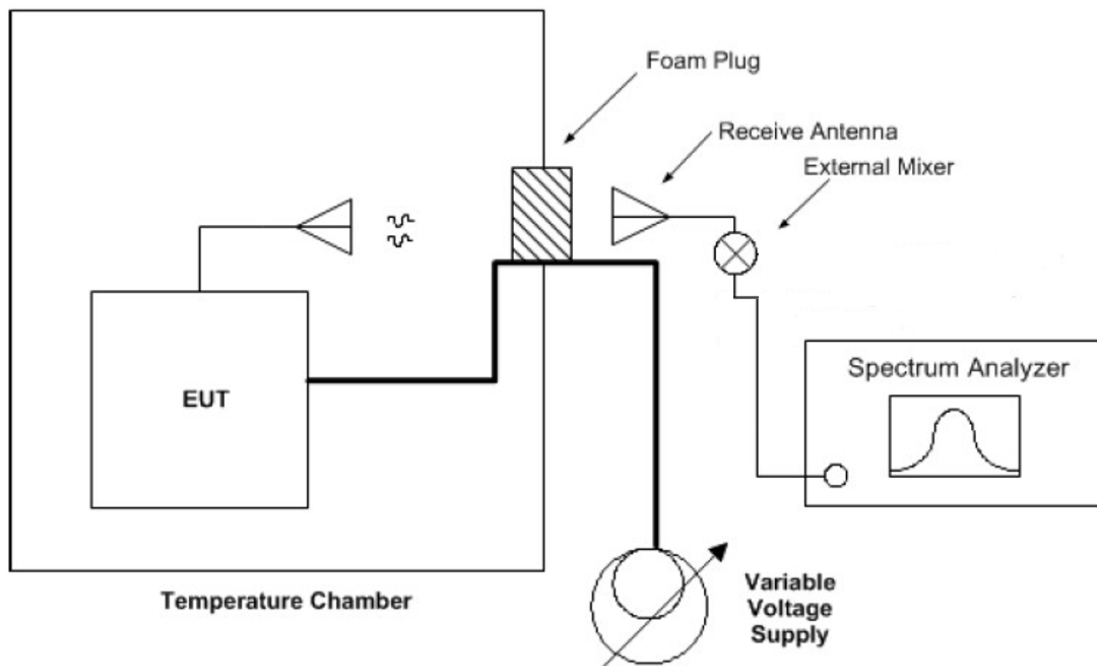 Foam Plug
Receive Antenna
External Mixer
Spectrum Analyzer
EUT
Temperature Chamber
Variable
Voltage
Supply